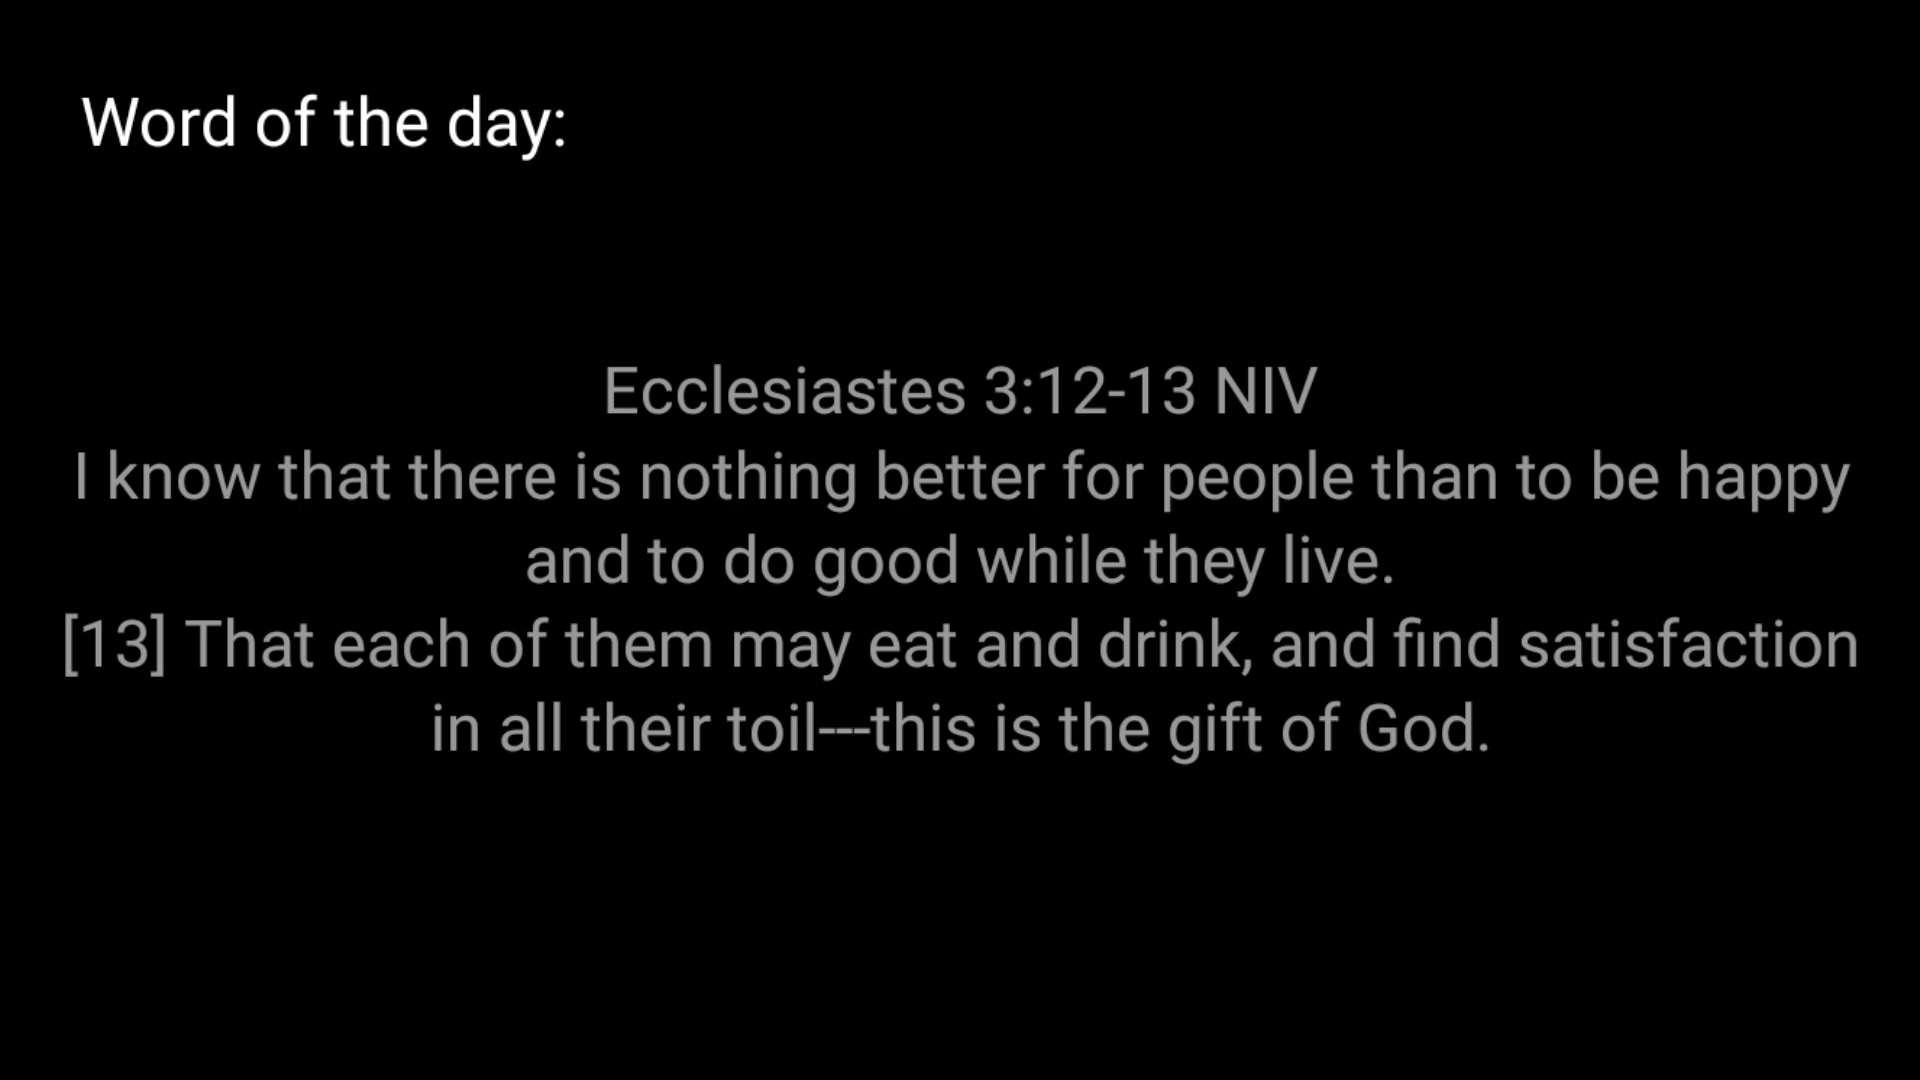 Word of the day:
Ecclesiastes 3:12-13 NIV
I know that there is nothing better for people than to be happy
and to do good while they live.
[13] That each of them may eat and drink, and find satisfaction
in all their toil---this is the gift of God.